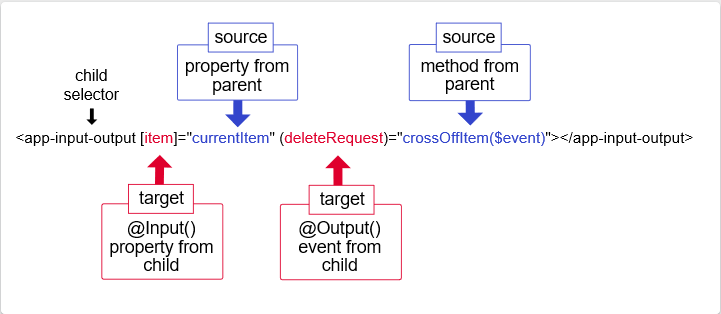 source
property from
parent
source
method from
parent
child
selector
<app-input-output [item]="currentItem" (deleteRequest)="crossOffItem($event)"></app-input-output>
target
@Input()
property from
child
target
@Output()
event from
child